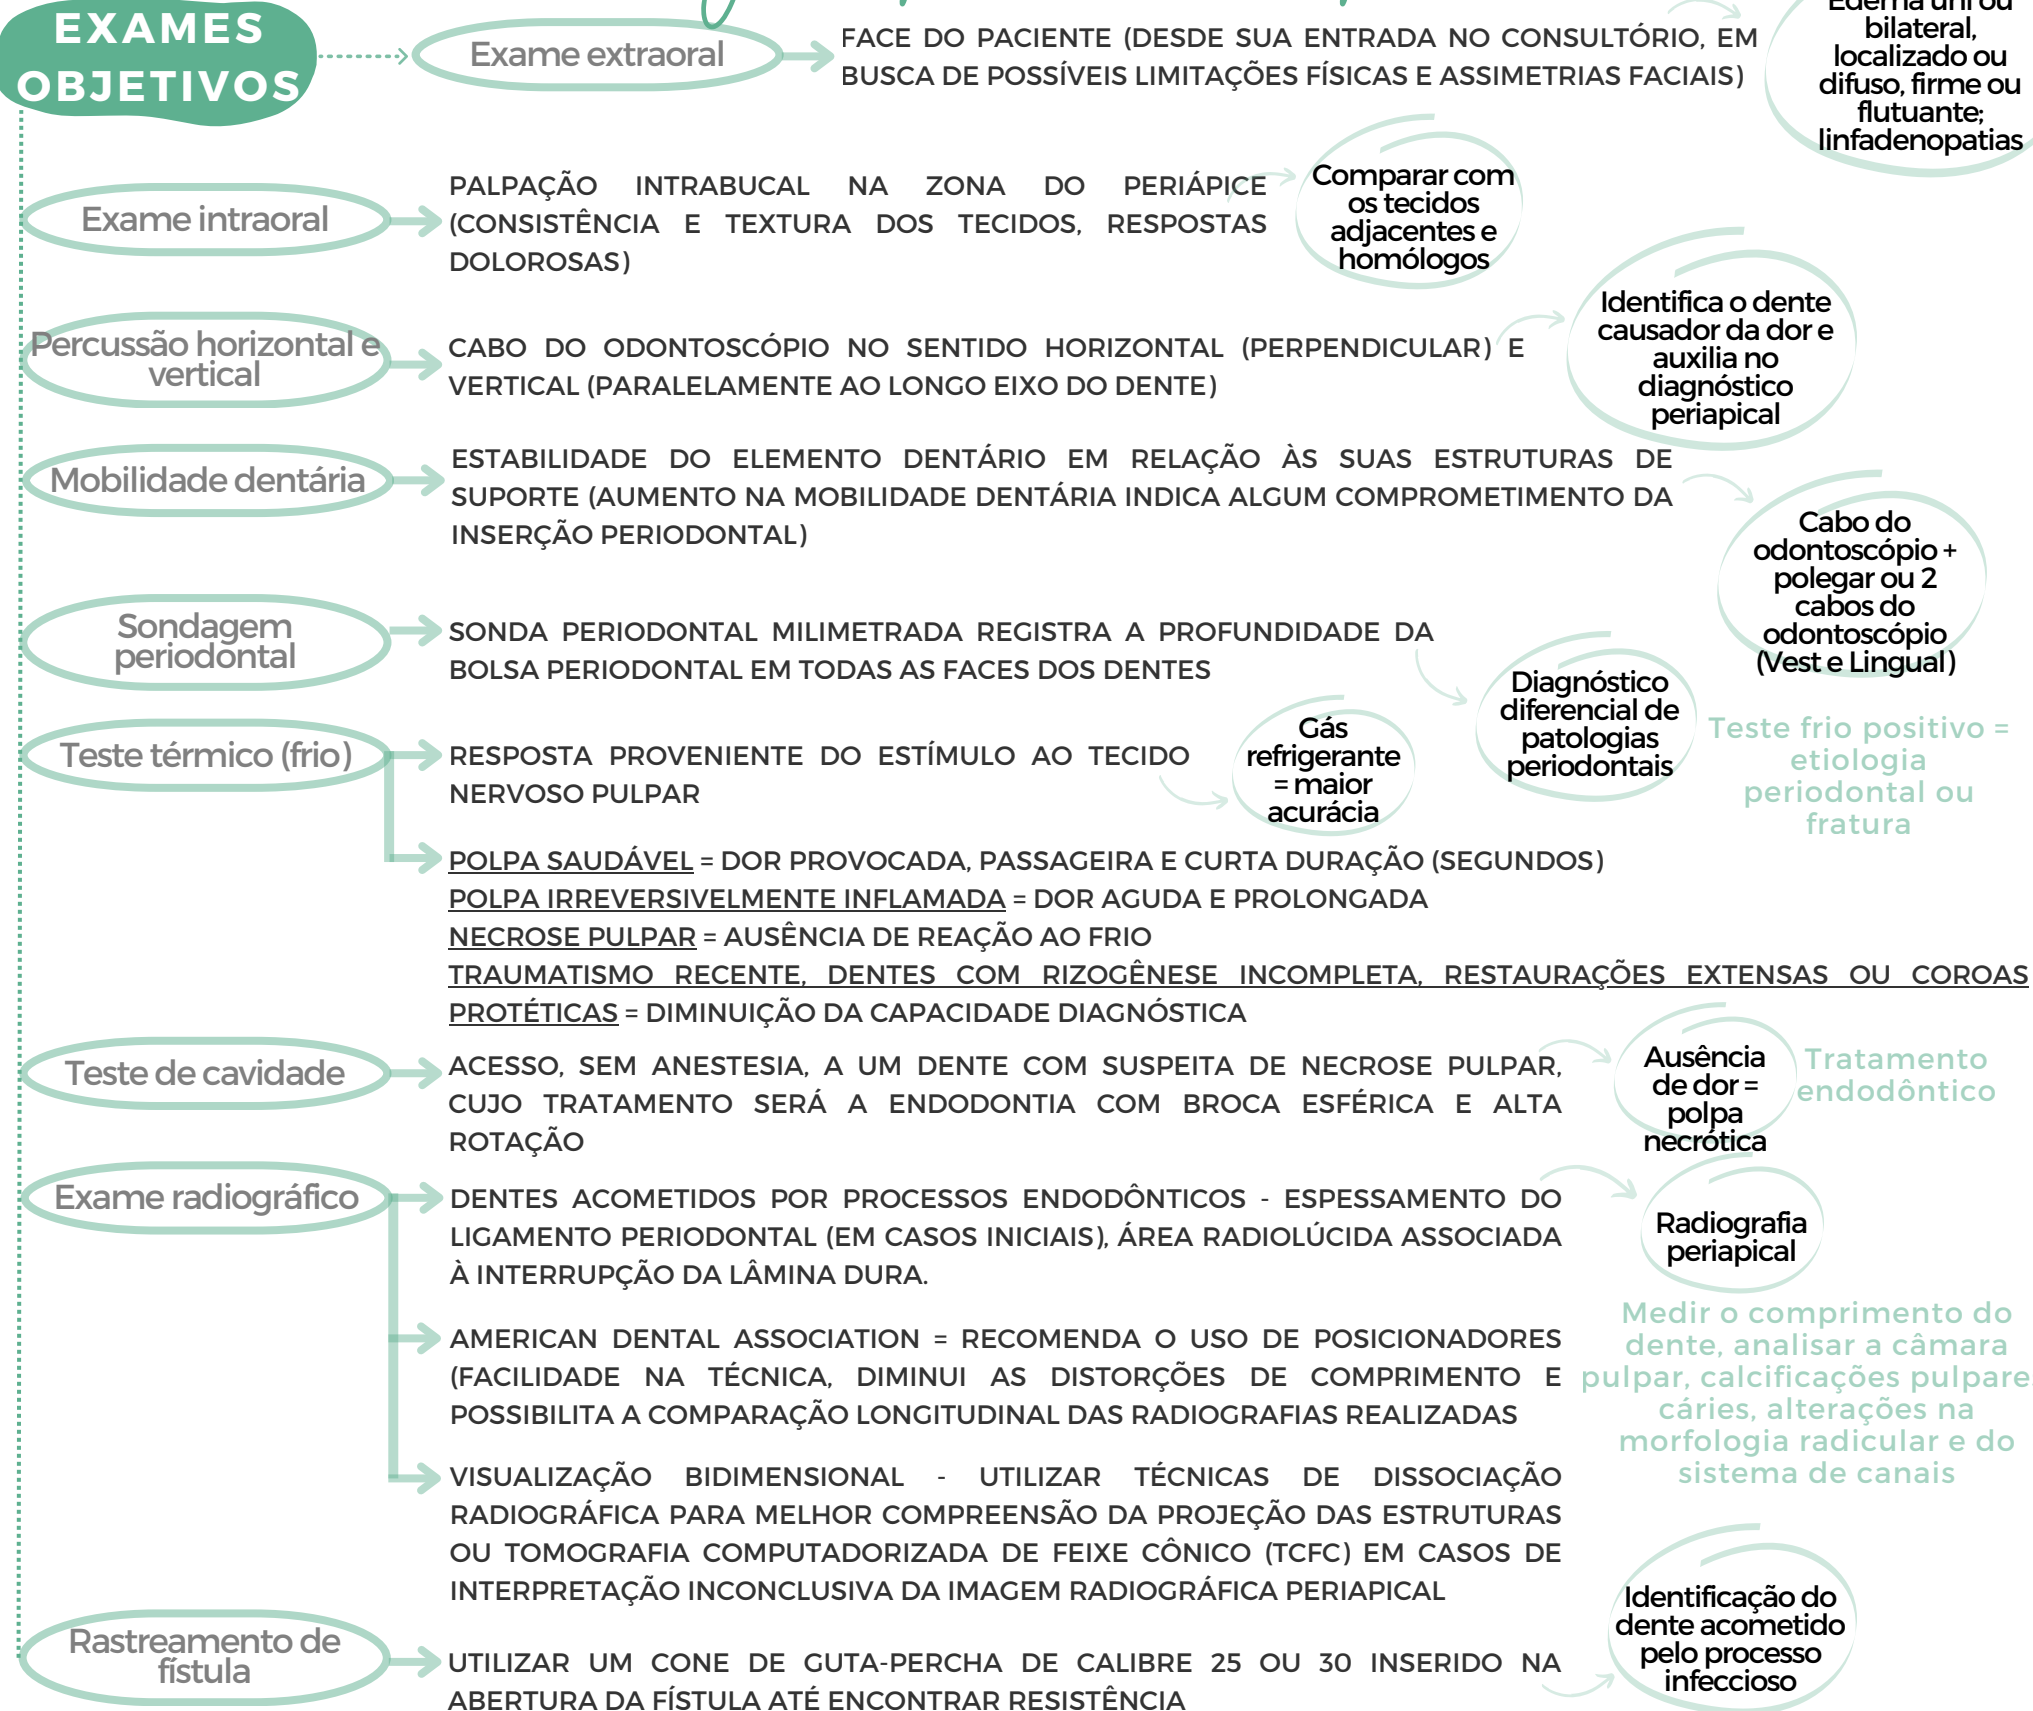 EXAMES
OBJETIVOS
Exame extraoral
FACE DO PACIENTE (DESDE SUA ENTRADA NO CONSULTÓRIO, EM
BUSCA DE POSSÍVEIS LIMITAÇÕES FÍSICAS E ASSIMETRIAS FACIAIS)
Edema uni ou
bilateral,
localizado ou
difuso, firme ou
flutuante;
linfadenopatias
Exame intraoral
PALPAÇÃO INTRABUCAL NA ZONA DO PERIÁPICE
(CONSISTÊNCIA E TEXTURA DOS TECIDOS, RESPOSTAS
DOLOROSAS)
Comparar com
os tecidos
adjacentes e
homólogos
Percussão horizontal e
vertical
CABO DO ODONTOSCÓPIO NO SENTIDO HORIZONTAL (PERPENDICULAR) E
VERTICAL (PARALELAMENTE AO LONGO EIXO DO DENTE)
Identifica o dente
causador da dor e
auxilia no
diagnóstico
periapical
Mobilidade dentária
ESTABILIDADE DO ELEMENTO DENTÁRIO EM RELAÇÃO ÀS SUAS ESTRUTURAS DE
SUPORTE (AUMENTO NA MOBILIDADE DENTÁRIA INDICA ALGUM COMPROMETIMENTO DA
INSERÇÃO PERIODONTAL)
Cabo do
odontoscópio +
polegar ou 2
cabos do
odontoscópio
(Vest e Lingual)
Sondagem
periodontal
SONDA PERIODONTAL MILIMETRADA REGISTRA A PROFUNDIDADE DA
BOLSA PERIODONTAL EM TODAS AS FACES DOS DENTES
Diagnóstico
diferencial de
patologias
periodontais
Teste frio positivo =
etiologia
periodontal ou
fratura
Teste térmico (frio)
RESPOSTA PROVENIENTE DO ESTÍMULO AO TECIDO
NERVOSO PULPAR
Gás
refrigerante
= maior
acurácia
POLPA SAUDÁVEL = DOR PROVOCADA, PASSAGEIRA E CURTA DURAÇÃO (SEGUNDOS)
POLPA IRREVERSIVELMENTE INFLAMADA = DOR AGUDA E PROLONGADA
NECROSE PULPAR = AUSÊNCIA DE REAÇÃO AO FRIO
TRAUMATISMO RECENTE, DENTES COM RIZOGÊNESE INCOMPLETA, RESTAURAÇÕES EXTENSAS OU COROAS
PROTÉTICAS = DIMINUIÇÃO DA CAPACIDADE DIAGNÓSTICA
Teste de cavidade
ACESSO, SEM ANESTESIA, A UM DENTE COM SUSPEITA DE NECROSE PULPAR,
CUJO TRATAMENTO SERÁ A ENDODONTIA COM BROCA ESFÉRICA E ALTA
ROTAÇÃO
Ausência
de dor =
polpa
necrótica
Tratamento
endodôntico
Exame radiográfico
DENTES ACOMETIDOS POR PROCESSOS ENDODÔNTICOS - ESPESSAMENTO DO
LIGAMENTO PERIODONTAL (EM CASOS INICIAIS), ÁREA RADIOLÚCIDA ASSOCIADA
À INTERRUPÇÃO DA LÂMINA DURA.
Radiografia
periapical
AMERICAN DENTAL ASSOCIATION = RECOMENDA O USO DE POSICIONADORES
(FACILIDADE NA TÉCNICA, DIMINUI AS DISTORÇÕES DE COMPRIMENTO E
POSSIBILITA A COMPARAÇÃO LONGITUDINAL DAS RADIOGRAFIAS REALIZADAS
Medir o comprimento do
dente, analisar a câmara
pulpar, calcificações pulpare
cáries, alterações na
morfologia radicular e do
sistema de canais
VISUALIZAÇÃO BIDIMENSIONAL - UTILIZAR TÉCNICAS DE DISSOCIAÇÃO
RADIOGRÁFICA PARA MELHOR COMPREENSÃO DA PROJEÇÃO DAS ESTRUTURAS
OU TOMOGRAFIA COMPUTADORIZADA DE FEIXE CÔNICO (TCFC) EM CASOS DE
INTERPRETAÇÃO INCONCLUSIVA DA IMAGEM RADIOGRÁFICA PERIAPICAL
Rastreamento de
fístula
UTILIZAR UM CONE DE GUTA-PERCHA DE CALIBRE 25 OU 30 INSERIDO NA
ABERTURA DA FÍSTULA ATÉ ENCONTRAR RESISTÊNCIA
Identificação do
dente acometido
pelo processo
infeccioso